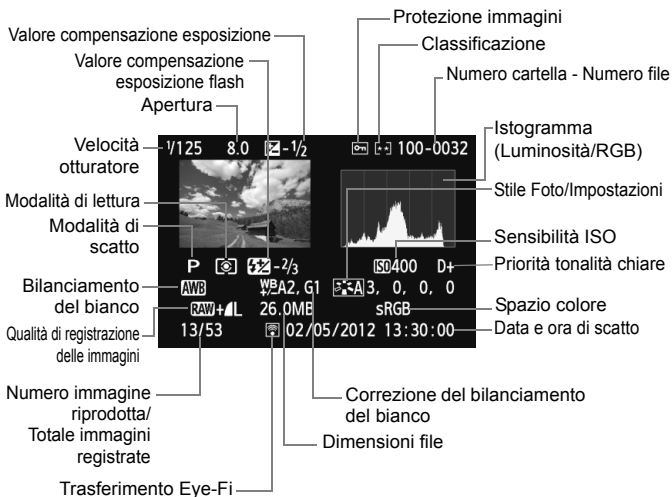 Protezione immagini
Valore compensazione esposizione
Classificazione
Valore compensazione
esposizione flash
Numero cartella - Numero file
Apertura
Velocità
otturatore
1/125 8.0 -1/2 100-0032
Istogramma
(Luminosità/RGB)
Modalità di lettura
Stile Foto/Impostazioni
Modalità di
scatto
Sensibilità ISO
P -2/3 ISO400 D+
Priorità tonalità chiare
Bilanciamento
del bianco
AWB WB+/-A2, G1 A3, 0, 0, 0
Qualità di registrazione
delle immagini
RAW+L 26.0MB sRGB
Spazio colore
13/53 02/05/2012 13:30:00
Data e ora di scatto
Numero immagine
riprodotta/
Totale immagini
registrate
Correzione del bilanciamento
del bianco
Dimensioni file
Trasferimento Eye-Fi